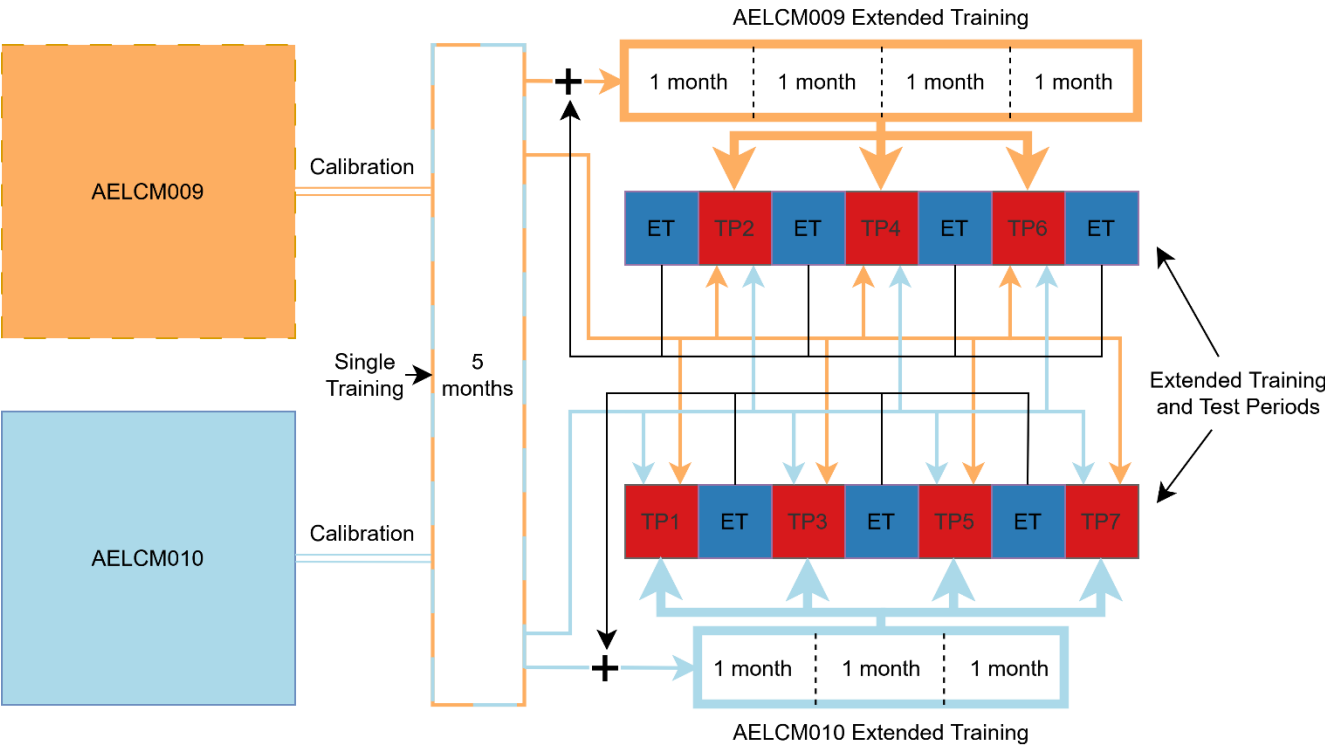 AELCM009 Extended Training
1 month 1 month 1 month 1 month
AELCM009
Calibration
ET TP2 ET TP4 ET TP6 ET
Single
Training
5
months
Extended Training
and Test Periods
AELCM010
Calibration
TP1 ET TP3 ET TP5 ET TP7
1 month 1 month 1 month
AELCM010 Extended Training